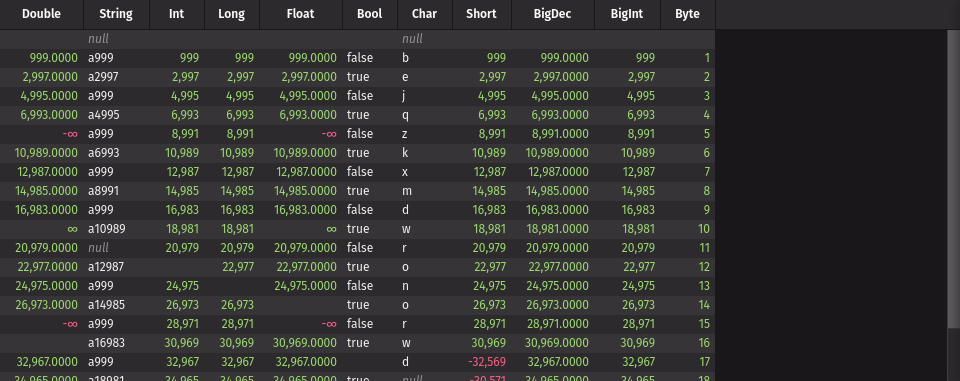 Double String Int Long Float Bool Char Short BigDec BigInt Byte
null null
999.0000 a999 999 999 999.0000 false b 999 999.0000 999 1
2,997.0000 a2997 2,997 2,997 2,997.0000 true e 2,997 2,997.0000 2,997 2
4,995.0000 a999 4,995 4,995 4,995.0000 false j 4,995 4,995.0000 4,995 3
6,993.0000 a4995 6,993 6,993 6,993.0000 true q 6,993 6,993.0000 6,993 4
-∞ a999 8,991 8,991 -∞ false z 8,991 8,991.0000 8,991 5
10,989.0000 a6993 10,989 10,989 10,989.0000 true k 10,989 10,989.0000 10,989 6
12,987.0000 a999 12,987 12,987 12,987.0000 false x 12,987 12,987.0000 12,987 7
14,985.0000 a8991 14,985 14,985 14,985.0000 true m 14,985 14,985.0000 14,985 8
16,983.0000 a999 16,983 16,983 16,983.0000 false d 16,983 16,983.0000 16,983 9
∞ a10989 18,981 18,981 ∞ true w 18,981 18,981.0000 18,981 10
20,979.0000 null 20,979 20,979 20,979.0000 false r 20,979 20,979.0000 20,979 11
22,977.0000 a12987 22,977 22,977.0000 true o 22,977 22,977.0000 22,977 12
24,975.0000 a999 24,975 24,975.0000 false n 24,975 24,975.0000 24,975 13
26,973.0000 a14985 26,973 26,973 true o 26,973 26,973.0000 26,973 14
-∞ a999 28,971 28,971 -∞ false r 28,971 28,971.0000 28,971 15
a16983 30,969 30,969 30,969.0000 true w 30,969 30,969.0000 30,969 16
32,967.0000 a999 32,967 32,967 32,967.0000 d -32,569 32,967.0000 32,967 17
34,965.0000 a18981 34,965 34,965 34,965.0000 true null -30,571 34,965.0000 34,965 18